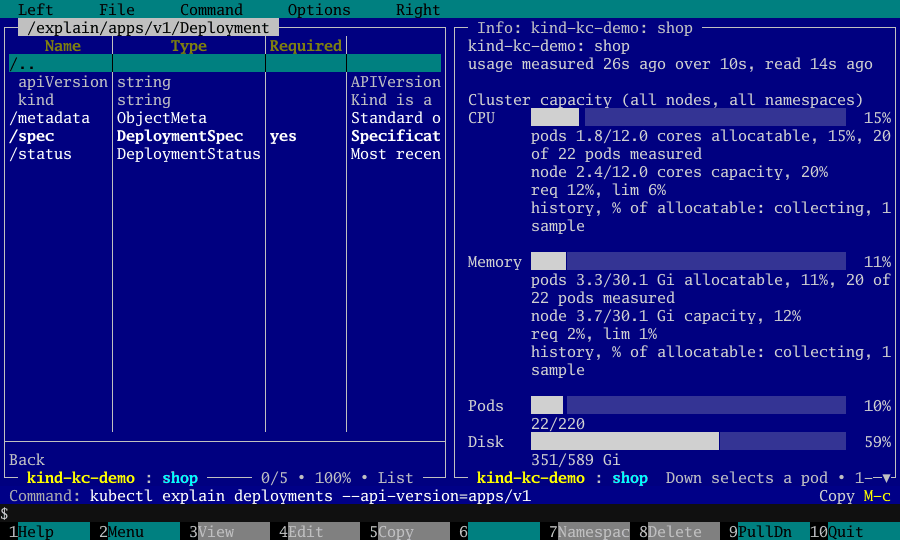 Left File Command Options Right
/explain/apps/v1/Deployment
Name Type Required
/..
apiVersion string APIVersion
kind string Kind is a
/metadata ObjectMeta Standard o
/spec DeploymentSpec yes Specificat
/status DeploymentStatus Most recen
Back
kind-kc-demo : shop 0/5 • 100% • List
Info: kind-kc-demo: shop
kind-kc-demo: shop
usage measured 26s ago over 10s, read 14s ago
Cluster capacity (all nodes, all namespaces)
CPU 15%
pods 1.8/12.0 cores allocatable, 15%, 20
of 22 pods measured
node 2.4/12.0 cores capacity, 20%
req 12%, lim 6%
history, % of allocatable: collecting, 1
sample
Memory 11%
pods 3.3/30.1 Gi allocatable, 11%, 20 of
22 pods measured
node 3.7/30.1 Gi capacity, 12%
req 2%, lim 1%
history, % of allocatable: collecting, 1
sample
Pods 10%
22/220
Disk 59%
351/589 Gi
kind-kc-demo : shop Down selects a pod • 1-─▼
Command: kubectl explain deployments --api-version=apps/v1 Copy M-c
$
1Help 2Menu 3View 4Edit 5Copy 6 7Namespac 8Delete 9PullDn 10Quit